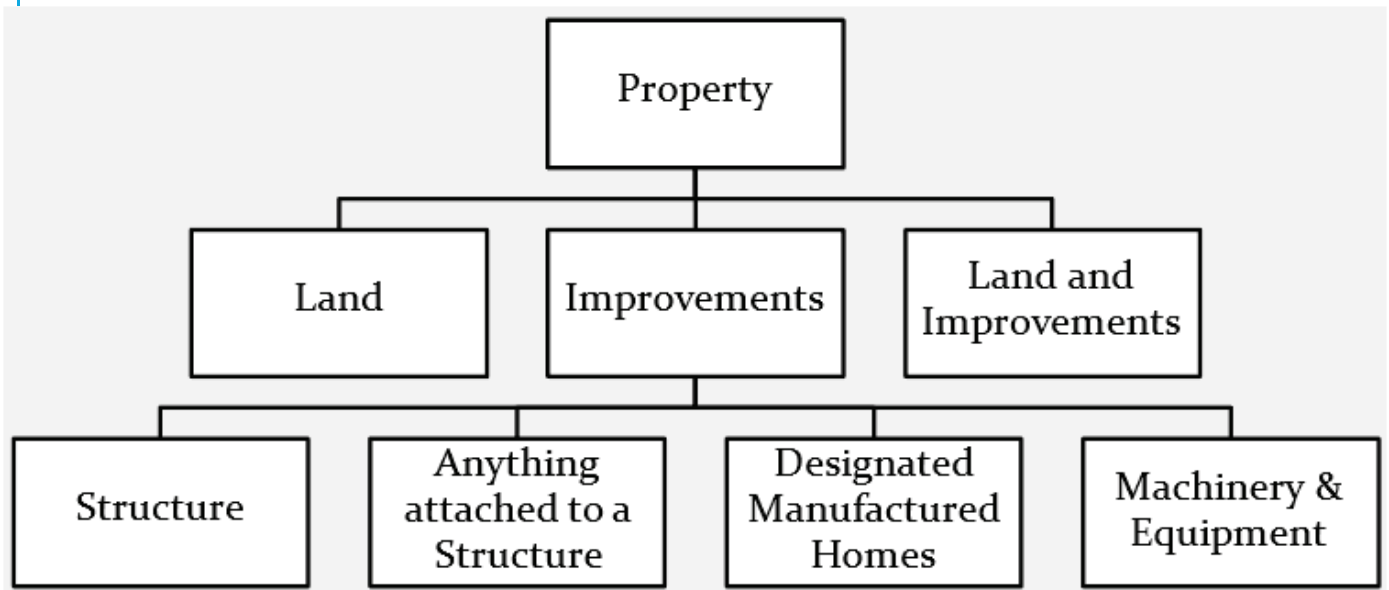 Property
Land
Improvements
Land and
Improvements
Structure
Anything
attached to a
Structure
Designated
Manufactured
Homes
Machinery &
Equipment